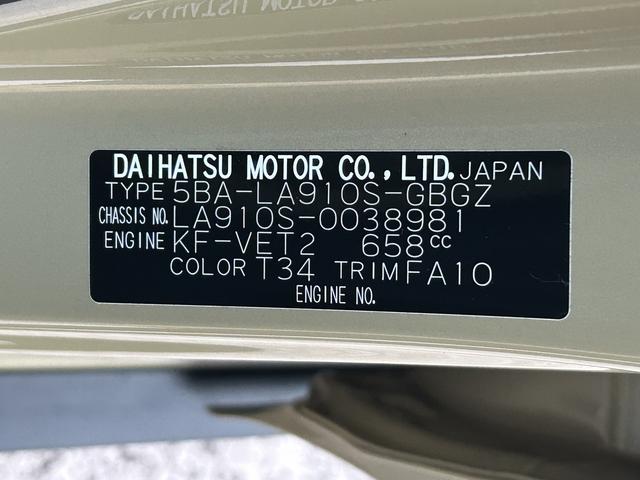 DAIHATSU MOTOR CO., LTD. JAPAN
TYPE 5BA-LA910S-GBGZ
CHASSIS NO. LA910S-0038981
ENGINE KF-VET2 658cc
COLOR T34 TRIM FA10
ENGINE NO.